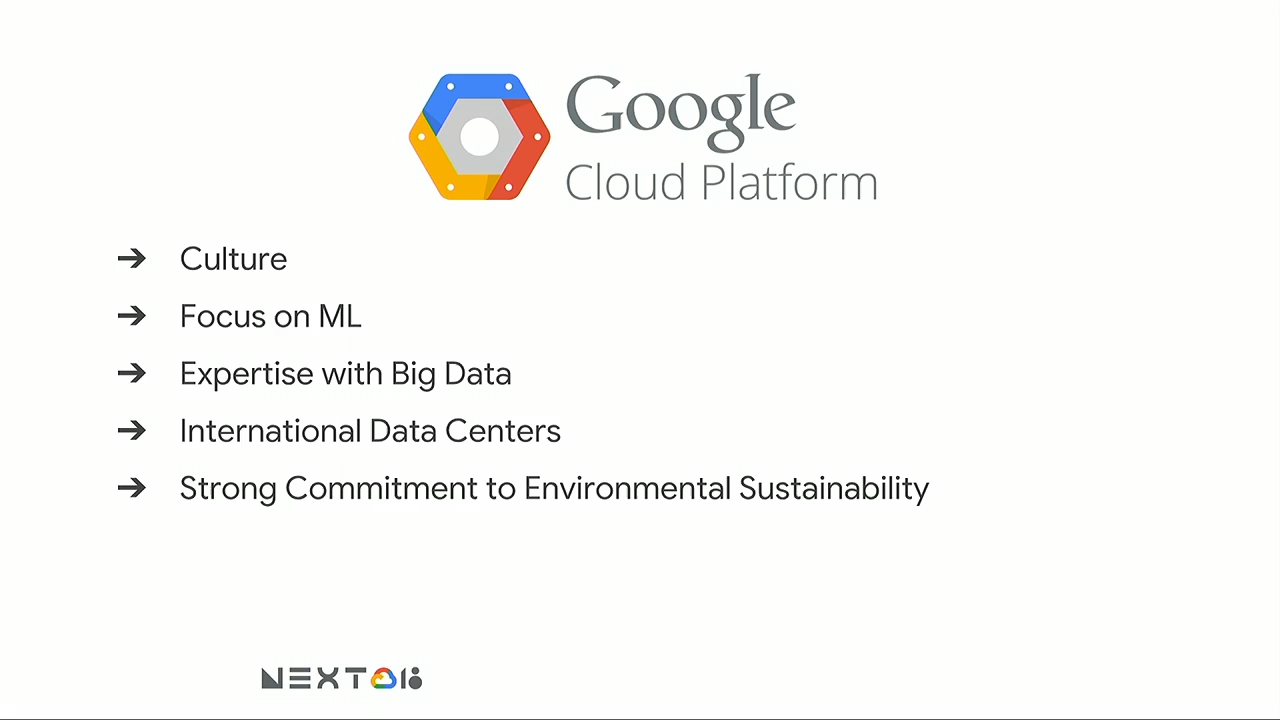 Google
Cloud Platform
➔ Culture
➔ Focus on ML
➔ Expertise with Big Data
➔ International Data Centers
➔ Strong Commitment to Environmental Sustainability
NEXT 18